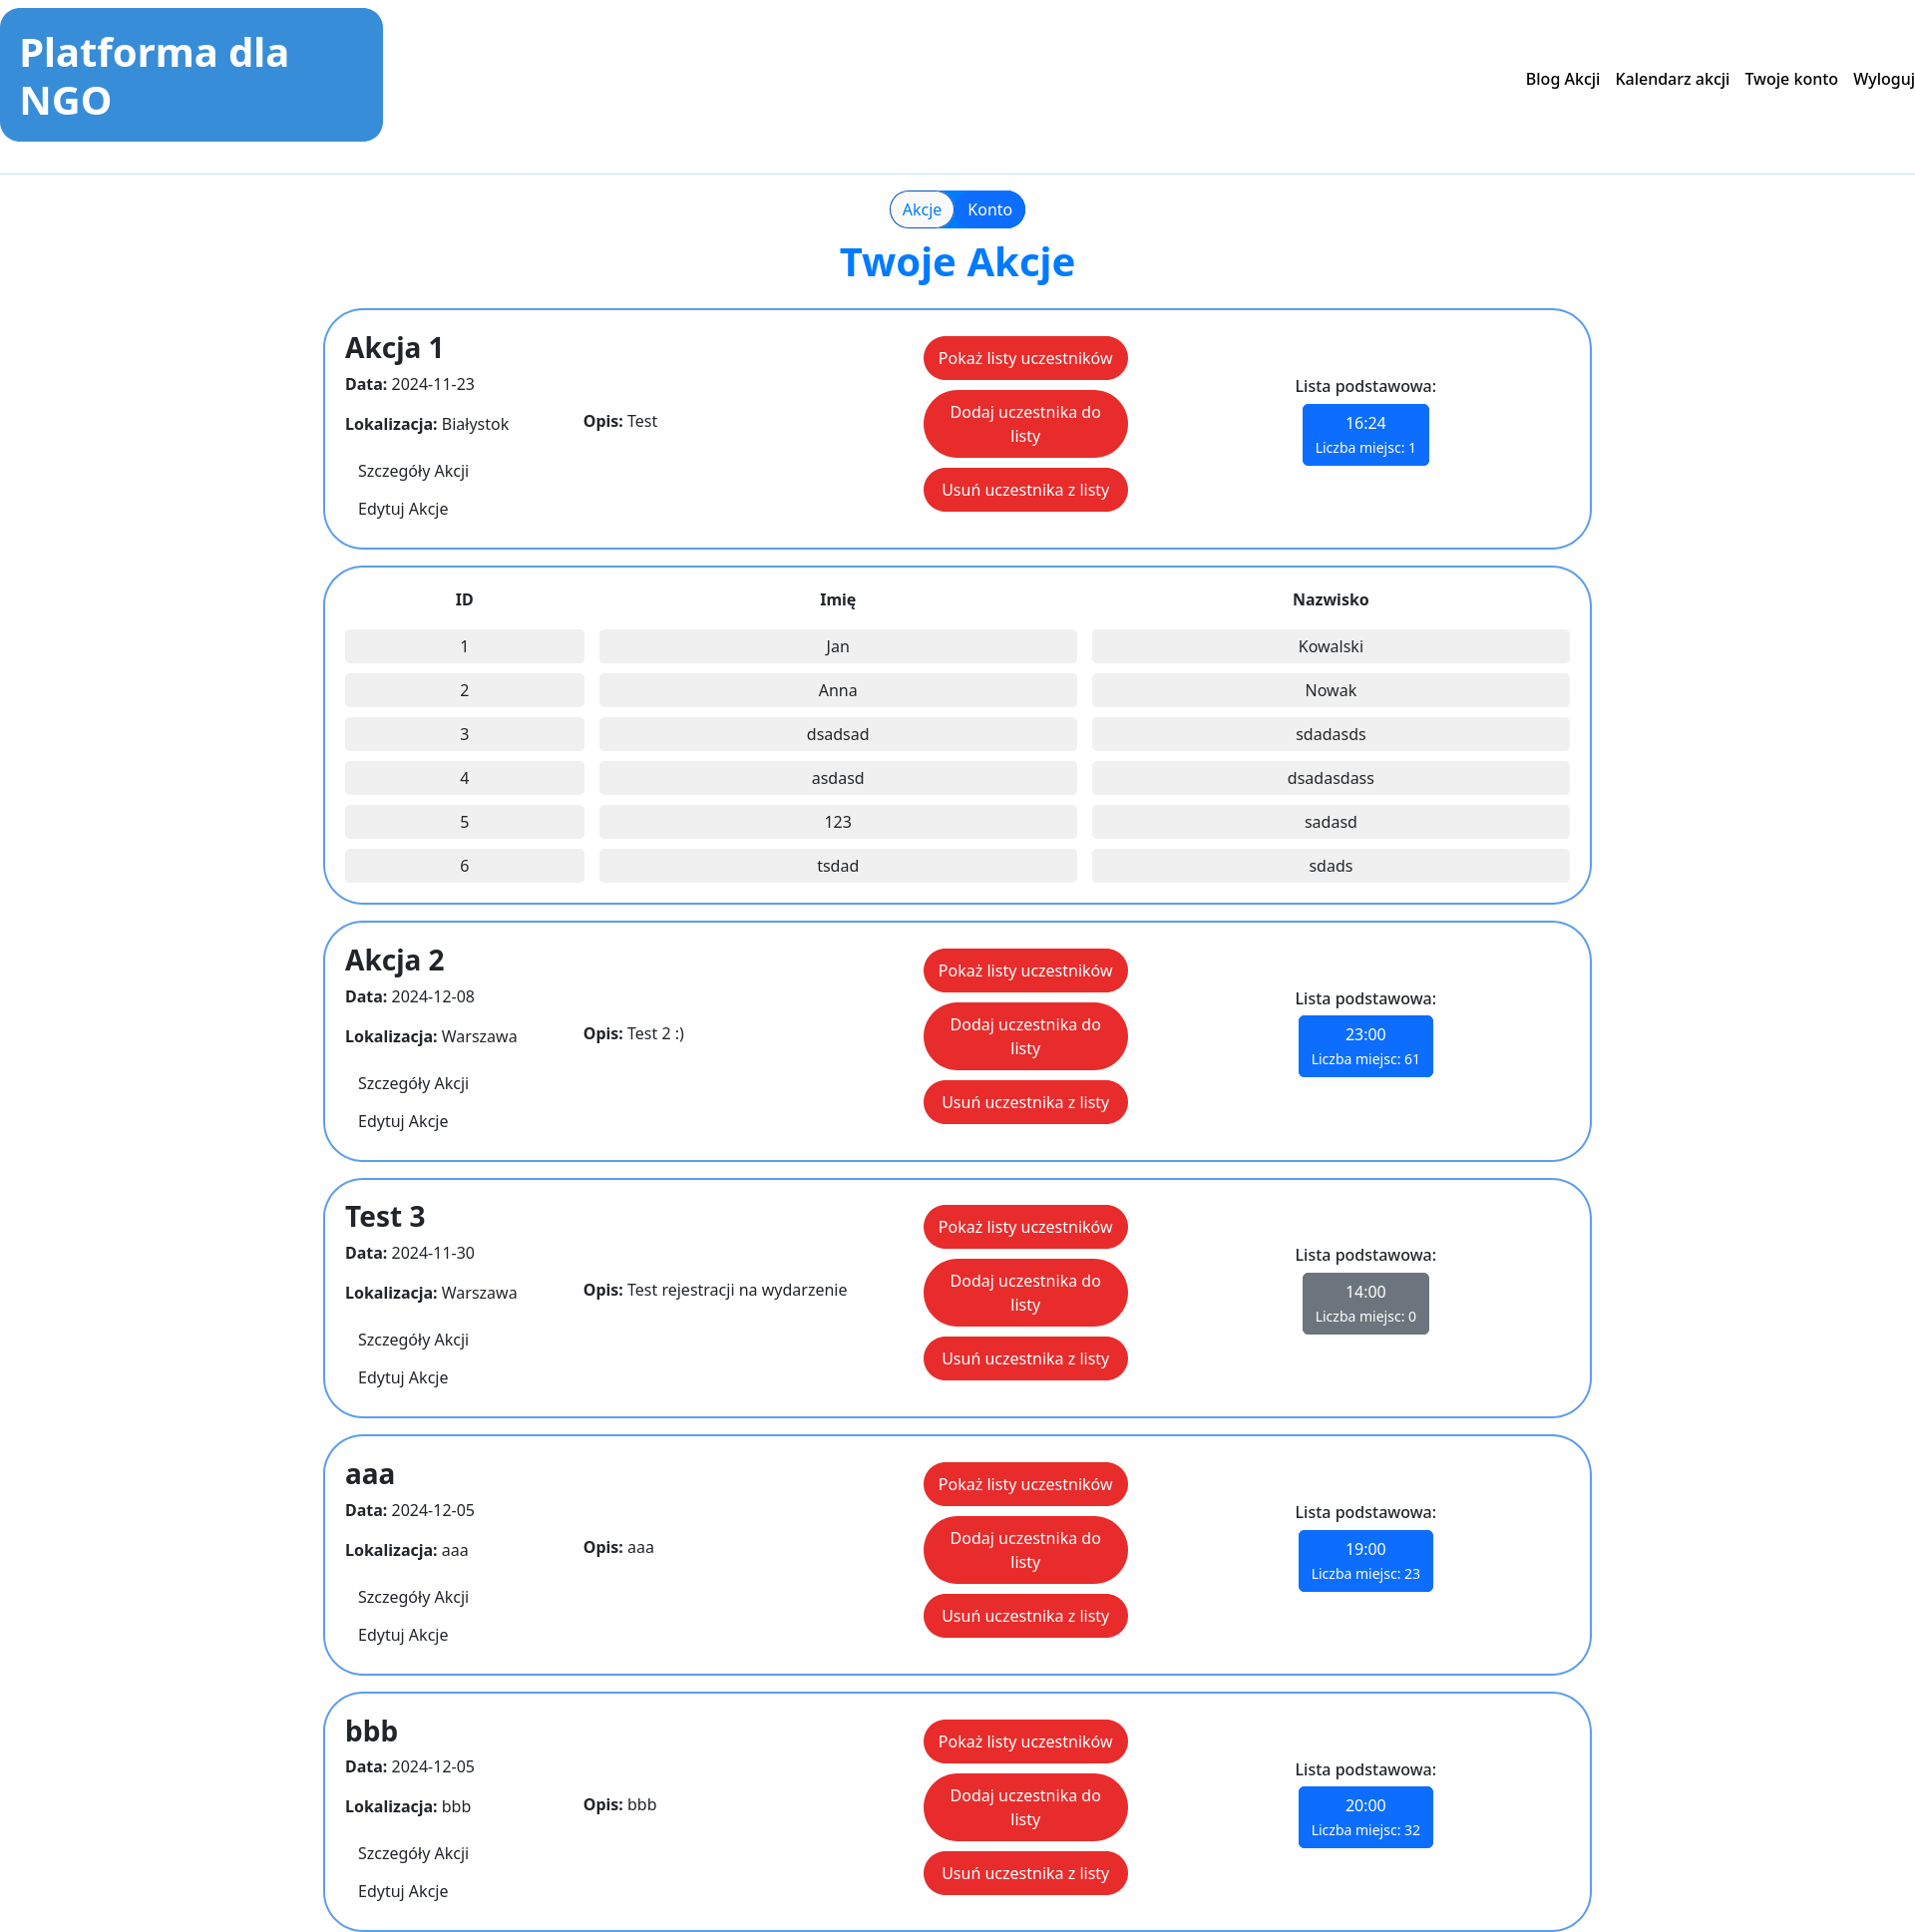 Platforma dla
NGO
Blog Akcji Kalendarz akcji Twoje konto Wyloguj
Akcje Konto
Twoje Akcje
Akcja 1
Data: 2024-11-23
Lokalizacja: Białystok
Szczegóły Akcji
Edytuj Akcje
Opis: Test
Pokaż listy uczestników
Dodaj uczestnika do
listy
Usuń uczestnika z listy
Lista podstawowa:
16:24
Liczba miejsc: 1
ID Imię Nazwisko
1 Jan Kowalski
2 Anna Nowak
3 dsadsad sdadasds
4 asdasd dsadasdass
5 123 sadasd
6 tsdad sdads
Akcja 2
Data: 2024-12-08
Lokalizacja: Warszawa
Szczegóły Akcji
Edytuj Akcje
Opis: Test 2 :)
Pokaż listy uczestników
Dodaj uczestnika do
listy
Usuń uczestnika z listy
Lista podstawowa:
23:00
Liczba miejsc: 61
Test 3
Data: 2024-11-30
Lokalizacja: Warszawa
Szczegóły Akcji
Edytuj Akcje
Opis: Test rejestracji na wydarzenie
Pokaż listy uczestników
Dodaj uczestnika do
listy
Usuń uczestnika z listy
Lista podstawowa:
14:00
Liczba miejsc: 0
aaa
Data: 2024-12-05
Lokalizacja: aaa
Szczegóły Akcji
Edytuj Akcje
Opis: aaa
Pokaż listy uczestników
Dodaj uczestnika do
listy
Usuń uczestnika z listy
Lista podstawowa:
19:00
Liczba miejsc: 23
bbb
Data: 2024-12-05
Lokalizacja: bbb
Szczegóły Akcji
Edytuj Akcje
Opis: bbb
Pokaż listy uczestników
Dodaj uczestnika do
listy
Usuń uczestnika z listy
Lista podstawowa:
20:00
Liczba miejsc: 32